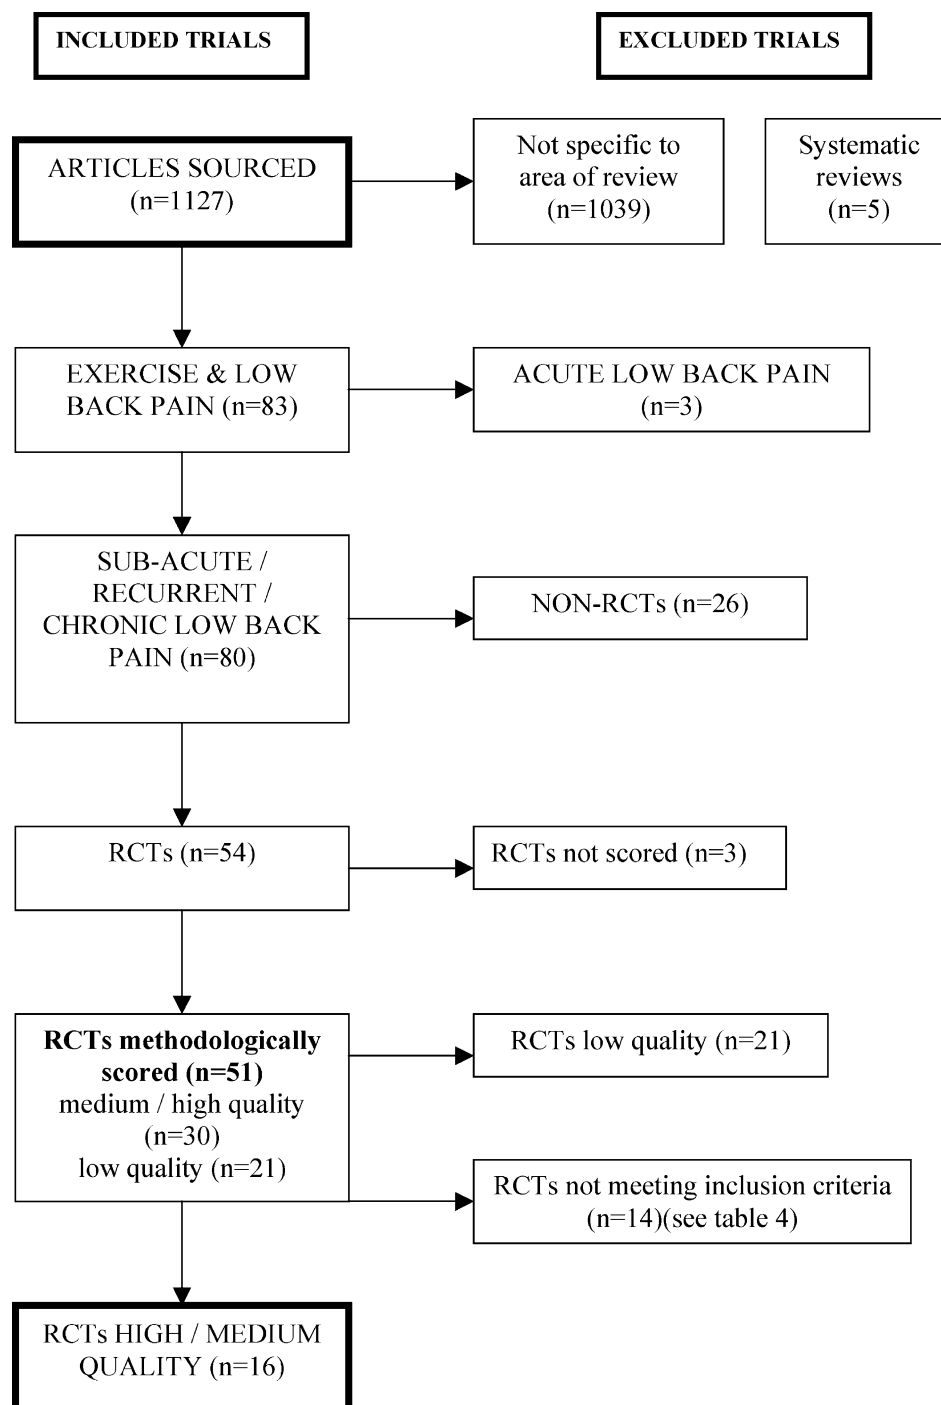 INCLUDED TRIALS
EXCLUDED TRIALS
ARTICLES SOURCED
(n=1127)
Not specific to
area of review
(n=1039)
Systematic
reviews
(n=5)
EXERCISE & LOW
BACK PAIN (n=83)
ACUTE LOW BACK PAIN
(n=3)
SUB-ACUTE /
RECURRENT /
CHRONIC LOW BACK
PAIN (n=80)
NON-RCTs (n=26)
RCTs (n=54)
RCTs not scored (n=3)
RCTs methodologically
scored (n=51)
medium / high quality
(n=30)
low quality (n=21)
RCTs low quality (n=21)
RCTs not meeting inclusion criteria
(n=14)(see table 4)
RCTs HIGH / MEDIUM
QUALITY (n=16)